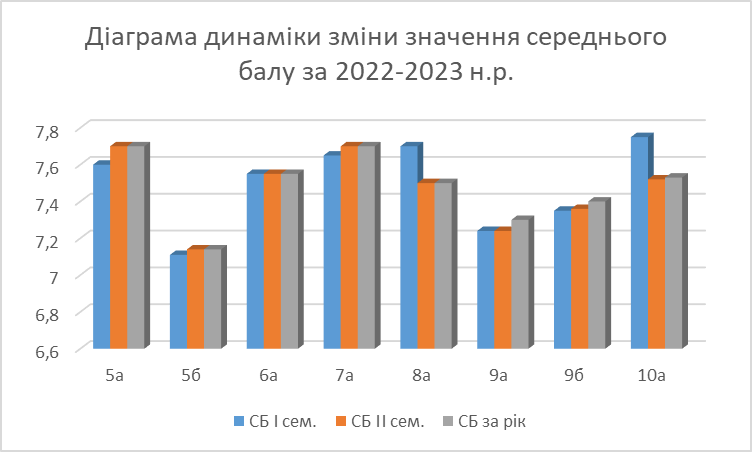 Діаграма динаміки зміни значення середнього
балу за 2022-2023 н.р.
7,8
7,6
7,4
7,2
7
6,8
6,6
5а 5б 6а 7а 8а 9а 9б 10а
СБ І сем. СБ ІІ сем. СБ за рік